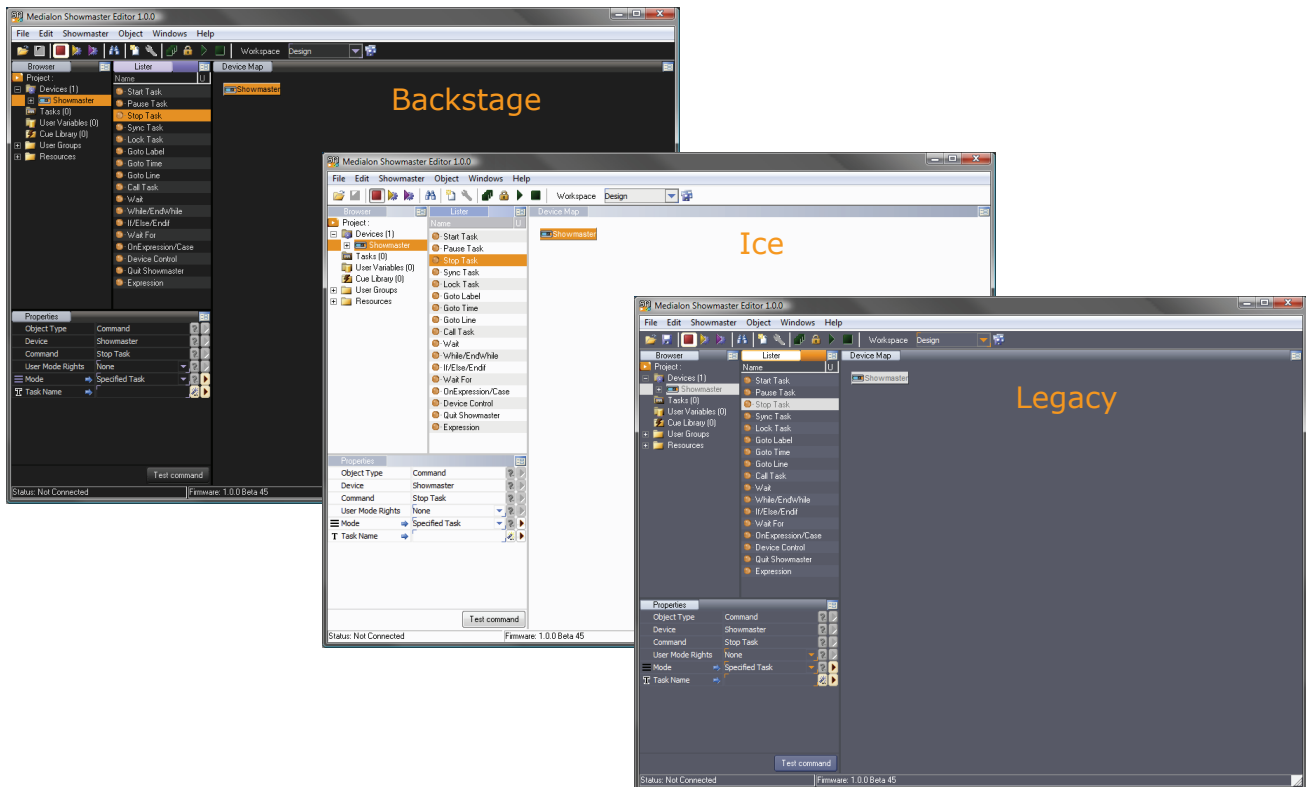 Medialon Showmaster Editor 1.0.0
File Edit Showmaster Object Windows Help
Workspace Design
Browser Lister Device Map
Project :
Name U
Devices (1)
Showmaster
Tasks (0)
User Variables (0)
Cue Library (0)
User Groups
Resources
Start Task
Pause Task
Stop Task
Sync Task
Lock Task
Goto Label
Goto Time
Goto Line
Call Task
Wait
While/EndWhile
If/Else/Endif
Wait For
OnExpression/Case
Device Control
Quit Showmaster
Expression
Showmaster
Backstage
Properties
Object Type Command
Device Showmaster
Command Stop Task
User Mode Rights None
Mode Specified Task
T Task Name
Test command
Status: Not Connected Firmware: 1.0.0 Beta 45
Medialon Showmaster Editor 1.0.0
File Edit Showmaster Object Windows Help
Workspace Design
Browser Lister Device Map
Project :
Name U
Devices (1)
Showmaster
Tasks (0)
User Variables (0)
Cue Library (0)
User Groups
Resources
Start Task
Pause Task
Stop Task
Sync Task
Lock Task
Goto Label
Goto Time
Goto Line
Call Task
Wait
While/EndWhile
If/Else/Endif
Wait For
OnExpression/Case
Device Control
Quit Showmaster
Expression
Showmaster
Ice
Properties
Object Type Command
Device Showmaster
Command Stop Task
User Mode Rights None
Mode Specified Task
T Task Name
Test command
Status: Not Connected Firmware: 1.0.0 Beta 45
Medialon Showmaster Editor 1.0.0
File Edit Showmaster Object Windows Help
Workspace Design
Browser Lister Device Map
Project :
Name U
Devices (1)
Showmaster
Tasks (0)
User Variables (0)
Cue Library (0)
User Groups
Resources
Start Task
Pause Task
Stop Task
Sync Task
Lock Task
Goto Label
Goto Time
Goto Line
Call Task
Wait
While/EndWhile
If/Else/Endif
Wait For
OnExpression/Case
Device Control
Quit Showmaster
Expression
Showmaster
Legacy
Properties
Object Type Command
Device Showmaster
Command Stop Task
User Mode Rights None
Mode Specified Task
T Task Name
Test command
Status: Not Connected Firmware: 1.0.0 Beta 45